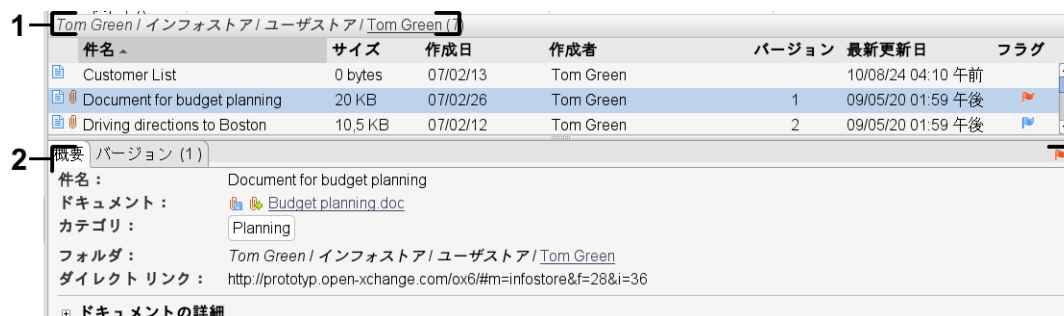 1 Tom Green / インフォストア / ユーザストア / Tom Green (7)
件名 サイズ 作成日 作成者 バージョン 最新更新日 フラグ
Customer List 0 bytes 07/02/13 Tom Green 10/08/24 04:10 午前
Document for budget planning 20 KB 07/02/26 Tom Green 1 09/05/20 01:59 午後
Driving directions to Boston 10,5 KB 07/02/12 Tom Green 2 09/05/20 01:59 午後
2 概要 バージョン (1)
件名: Document for budget planning
ドキュメント: Budget planning.doc
カテゴリ: Planning
フォルダ: Tom Green / インフォストア / ユーザストア / Tom Green
ダイレクト リンク: http://prototyp.open-xchange.com/ox6/#m=infostore&f=28&i=36
ドキュメントの詳細